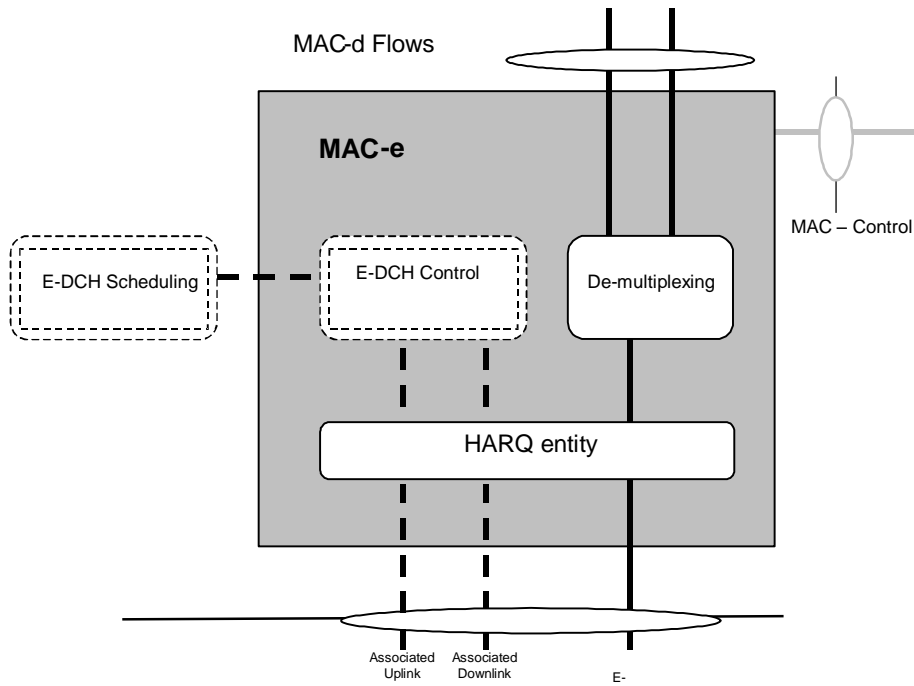 MAC-d Flows
MAC-e
MAC – Control
E-DCH Scheduling
E-DCH Control
De-multiplexing
HARQ entity
Associated
Uplink
Associated
Downlink
E-